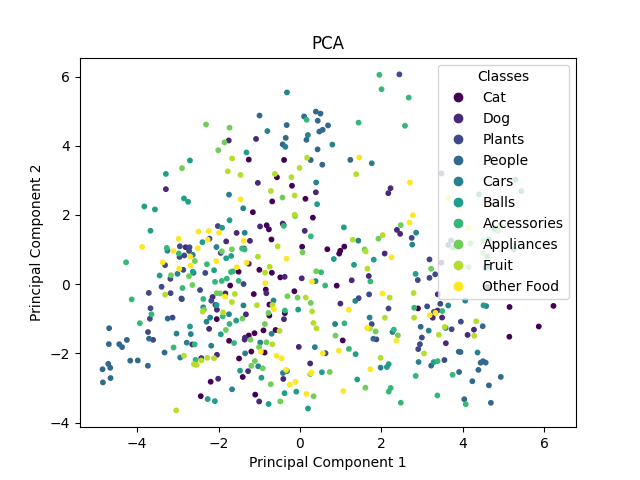 PCA
Principal Component 2
6
4
2
0
−2
−4
Classes
Cat
Dog
Plants
People
Cars
Balls
Accessories
Appliances
Fruit
Other Food
−4 −2 0 2 4 6
Principal Component 1